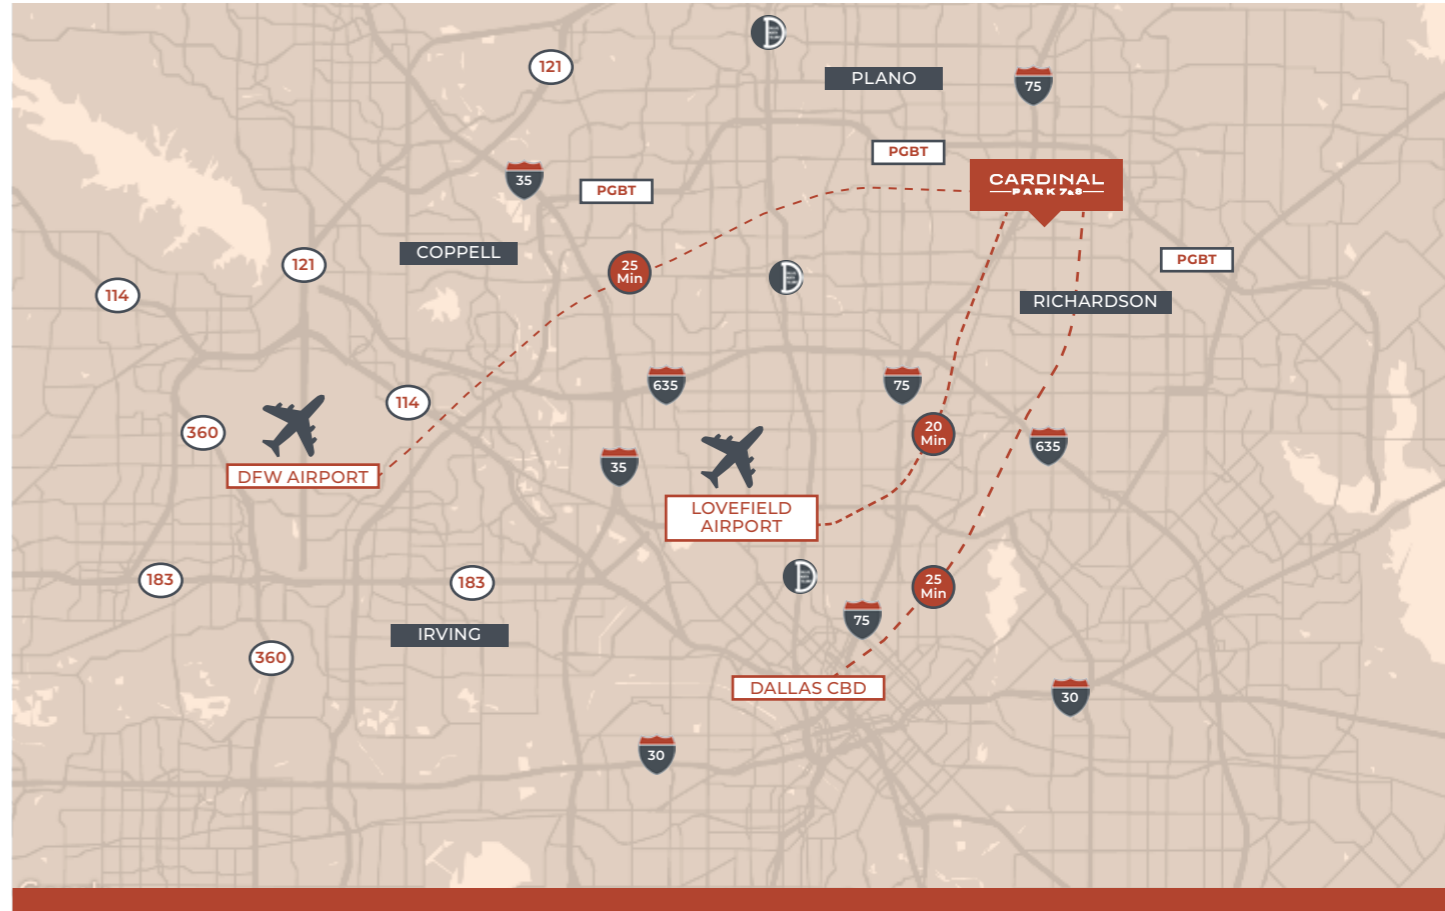 121
PLANO
75
PGBT
35
PGBT
CARDINAL
PARK 7&8
COPPELL
121
25
Min
PGBT
114
RICHARDSON
635
75
114
360
20
Min
635
35
DFW AIRPORT
LOVEFIELD
AIRPORT
183
183
25
Min
75
IRVING
360
DALLAS CBD
30
30